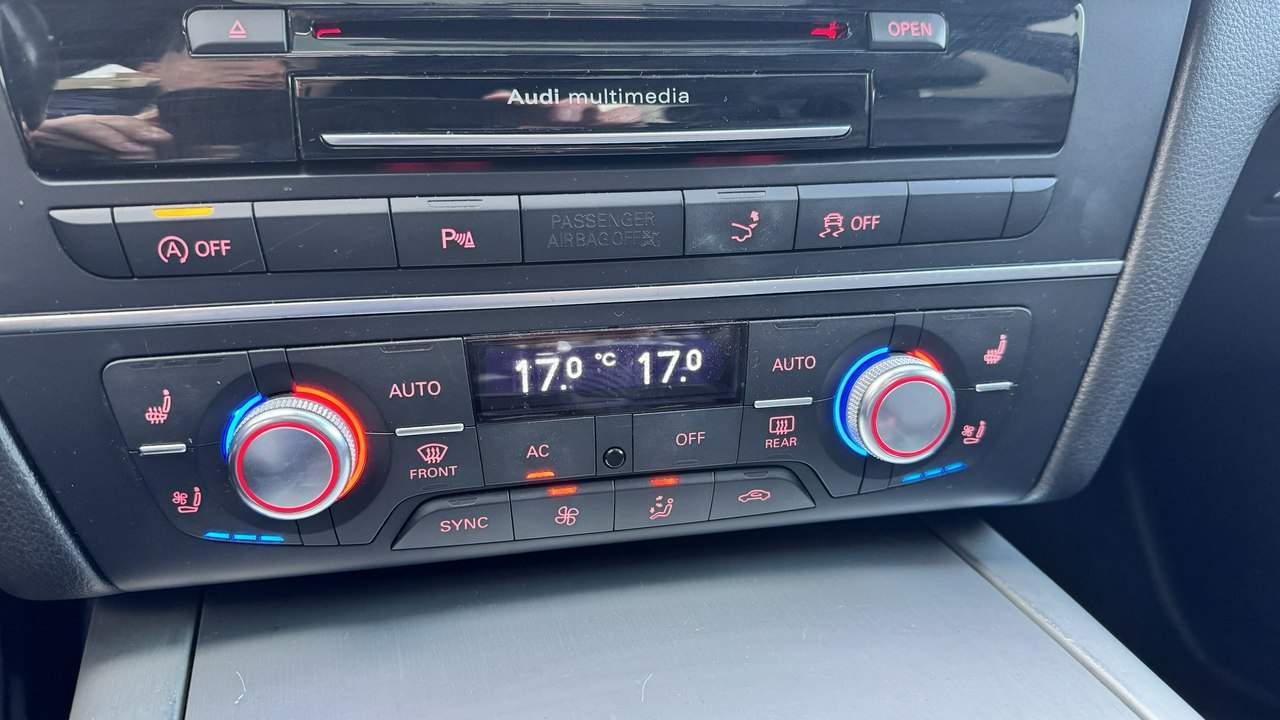 OPEN
Audi multimedia
A OFF
P
PASSENGER
AIRBAG OFF
OFF
AUTO
17.0 °C 17.0
AUTO
FRONT
AC
OFF
REAR
SYNC